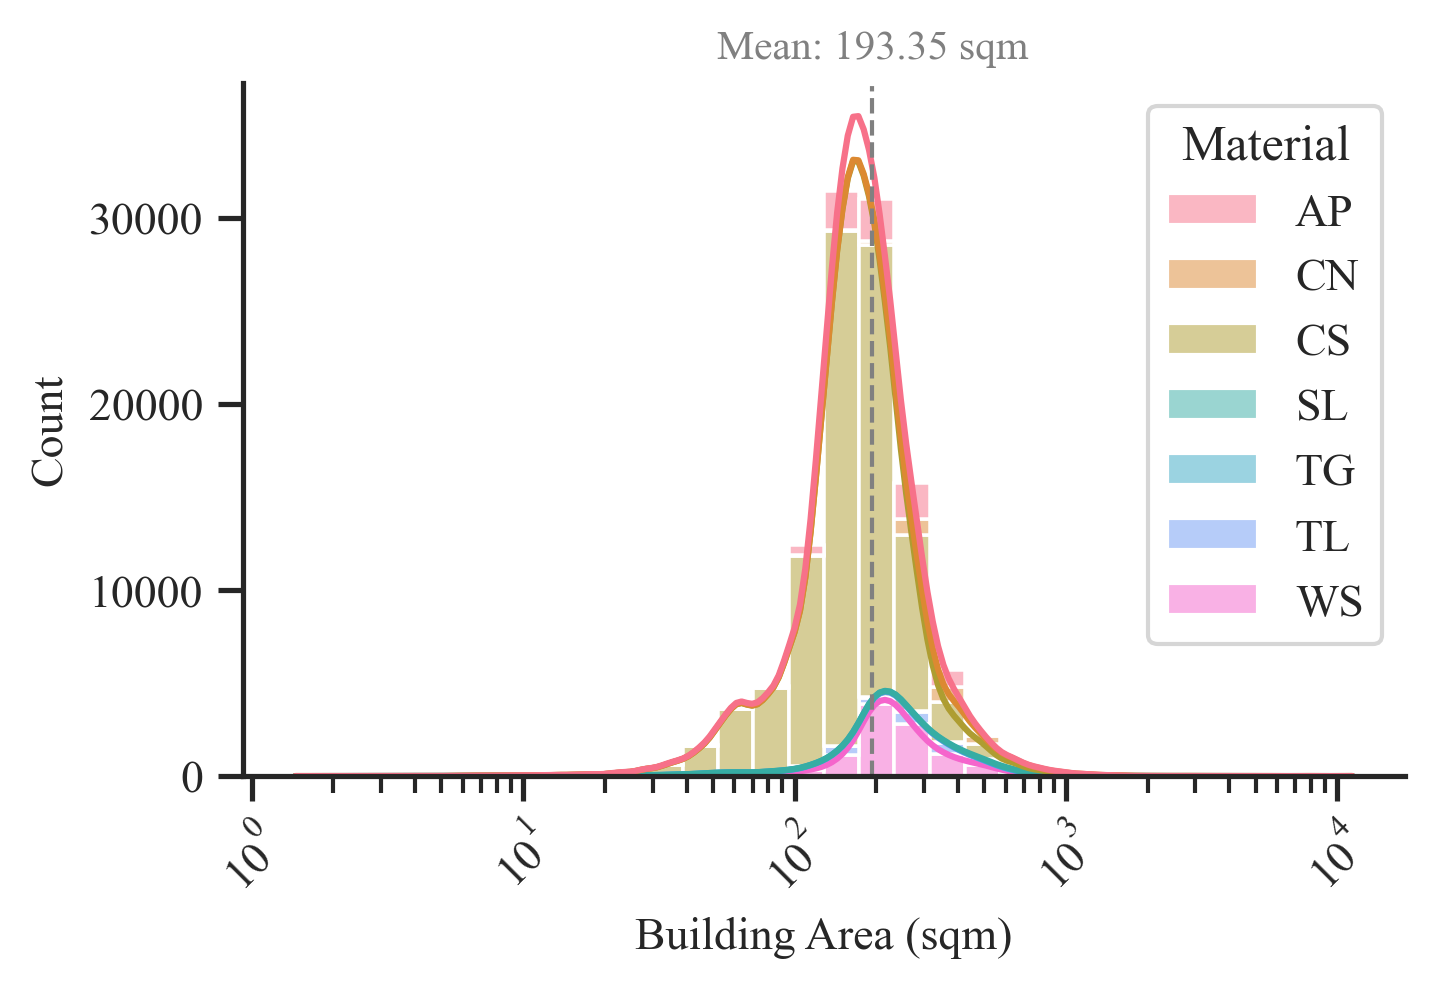 Mean: 193.35 sqm
Material
AP
CN
CS
SL
TG
TL
WS
30000
20000
10000
0
Count
10^0
10^1
10^2
10^3
10^4
Building Area (sqm)